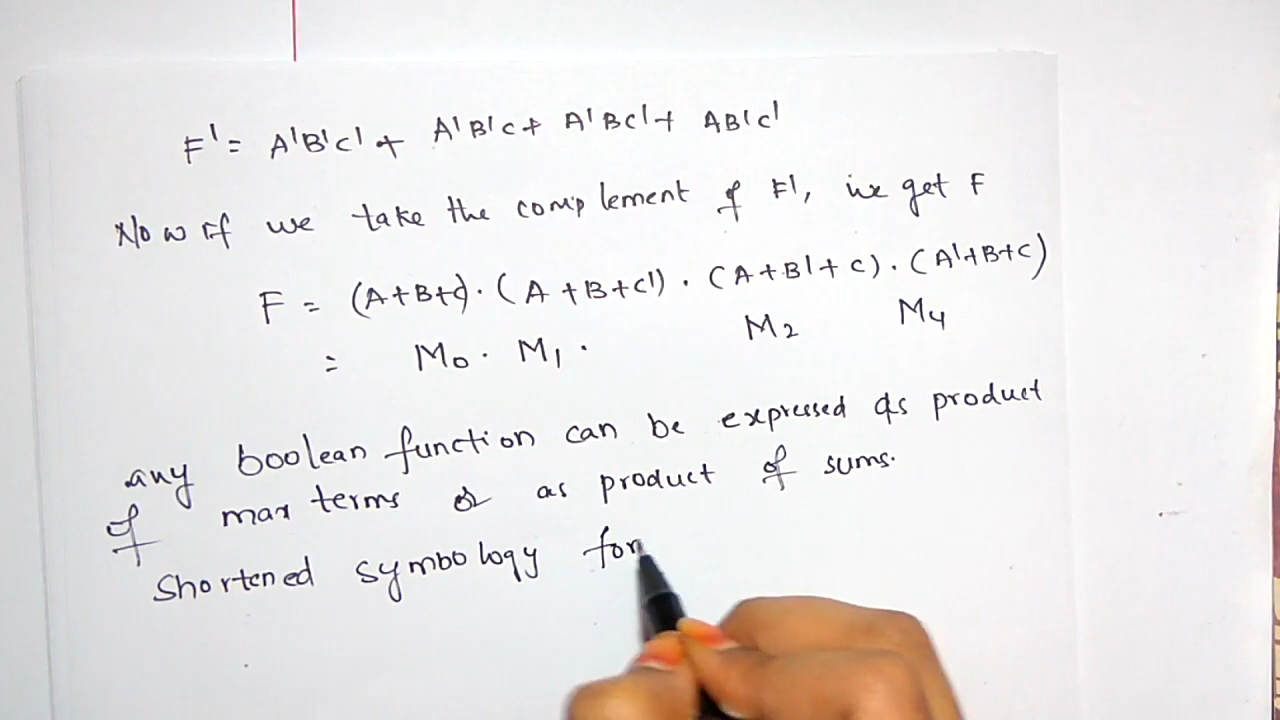 F' = A'B'C' + A'B'C + A'BC' + AB'C'
Now if we take the complement of F', we get F
F = (A+B+C) . (A+B+C') . (A+B'+C) . (A'+B+C)
= M0 . M1 . M2 M4
any boolean function can be expressed as product
of max terms or as product of sums.
Shortened symbology for